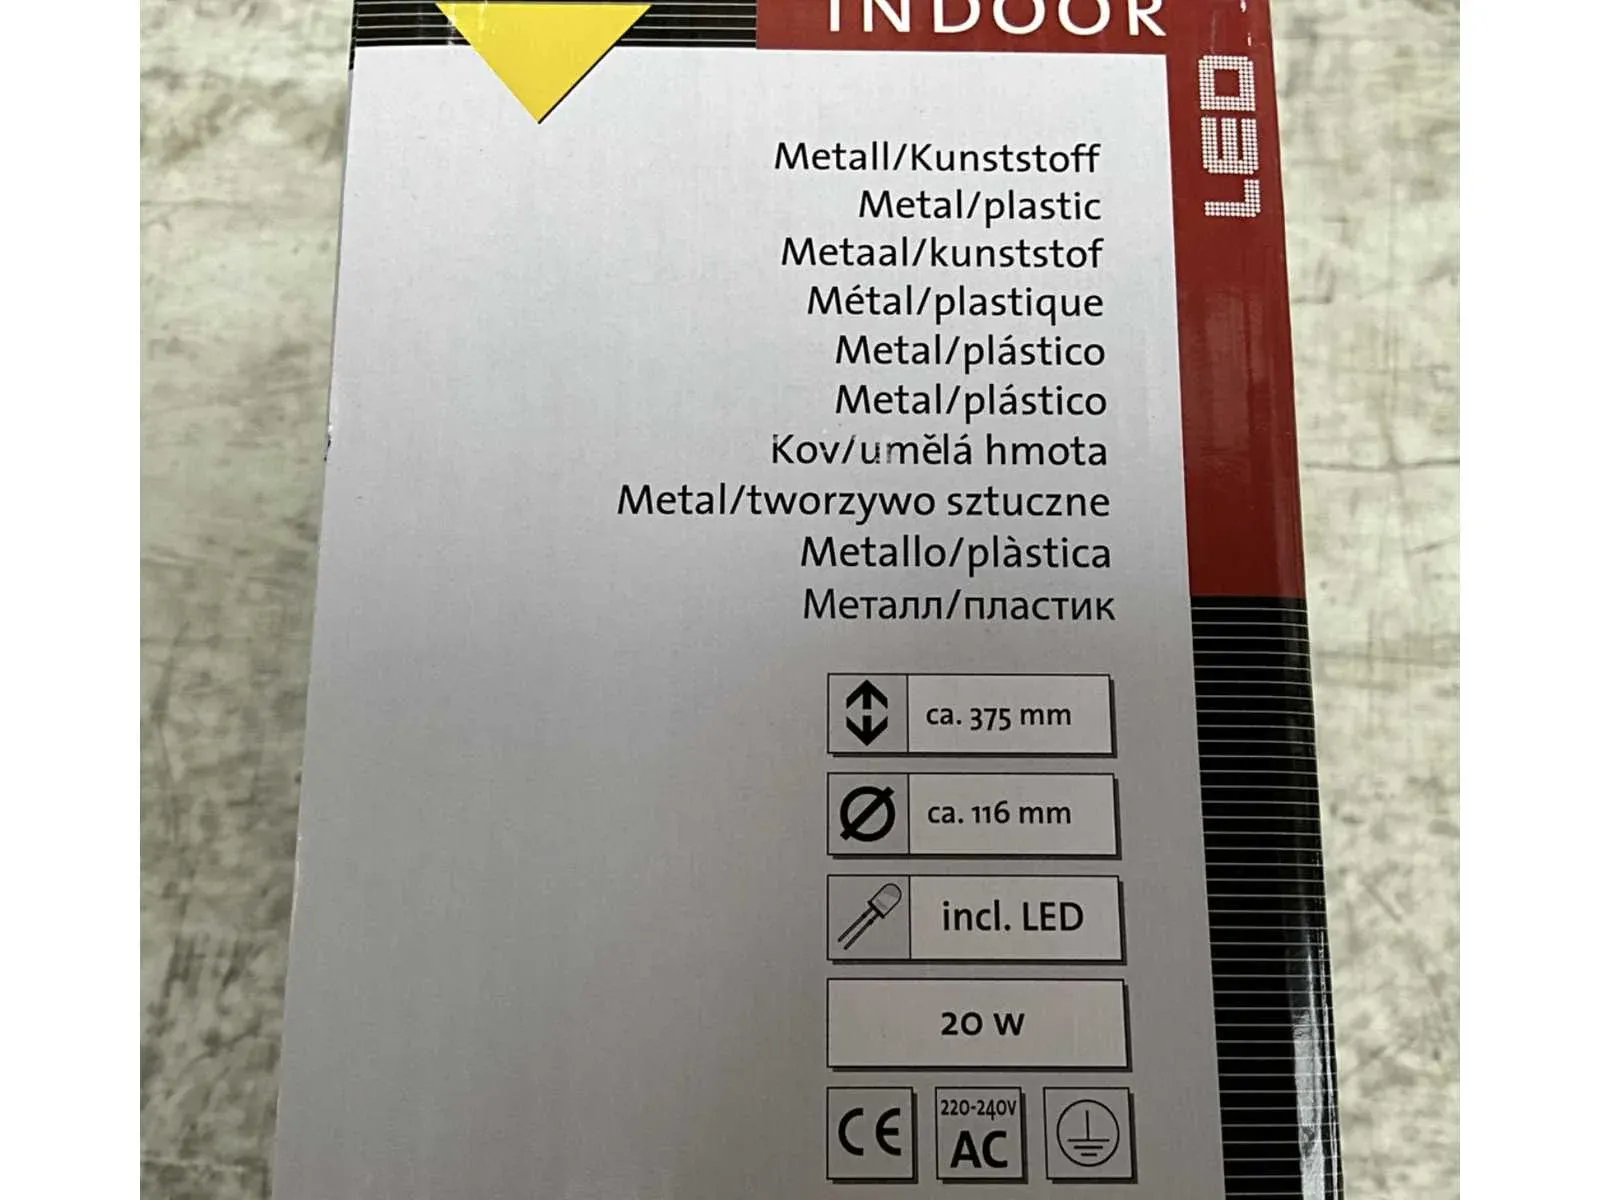 INDOOR
LED
Metall/Kunststoff
Metal/plastic
Metaal/kunststof
Métal/plastique
Metal/plástico
Metal/plástico
Kov/umělá hmota
Metal/tworzywo sztuczne
Metallo/plàstica
Металл/пластик
ca. 375 mm
ca. 116 mm
incl. LED
20 W
CE
220-240V
AC